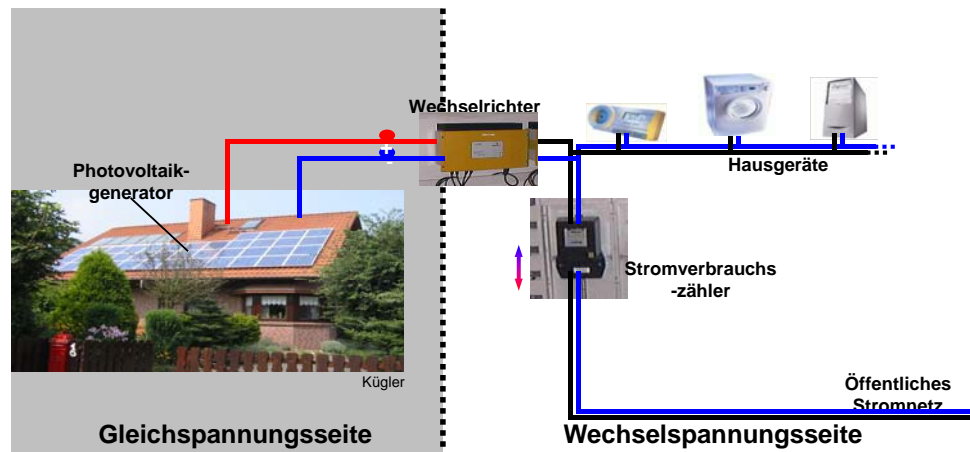 Wechselrichter
+
Photovoltaik-
generator
Hausgeräte
Stromverbrauchs
-zähler
Kügler
Öffentliches
Stromnetz
Gleichspannungsseite
Wechselspannungsseite